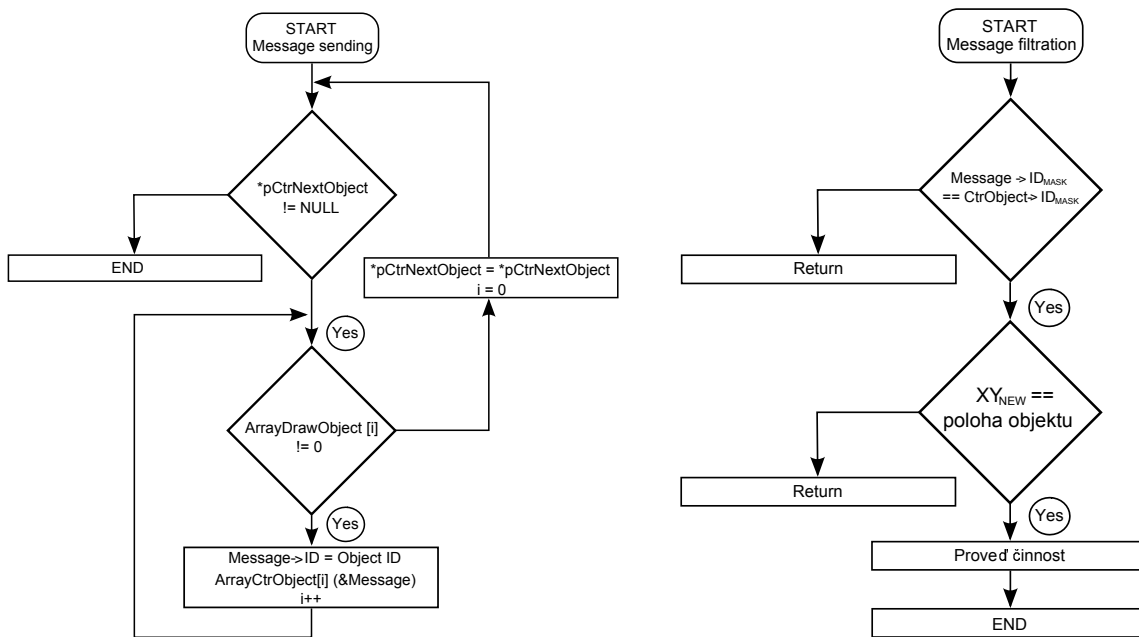 START
Message sending
*pCtrNextObject
!= NULL
END
*pCtrNextObject = *pCtrNextObject
i = 0
Yes
ArrayDrawObject [i]
!= 0
Yes
Message->ID = Object ID
ArrayCtrObject[i] (&Message)
i++
START
Message filtration
Message -> IDMASK
== CtrObject-> IDMASK
Return
Yes
XYNEW ==
poloha objektu
Return
Yes
Proveď činnost
END